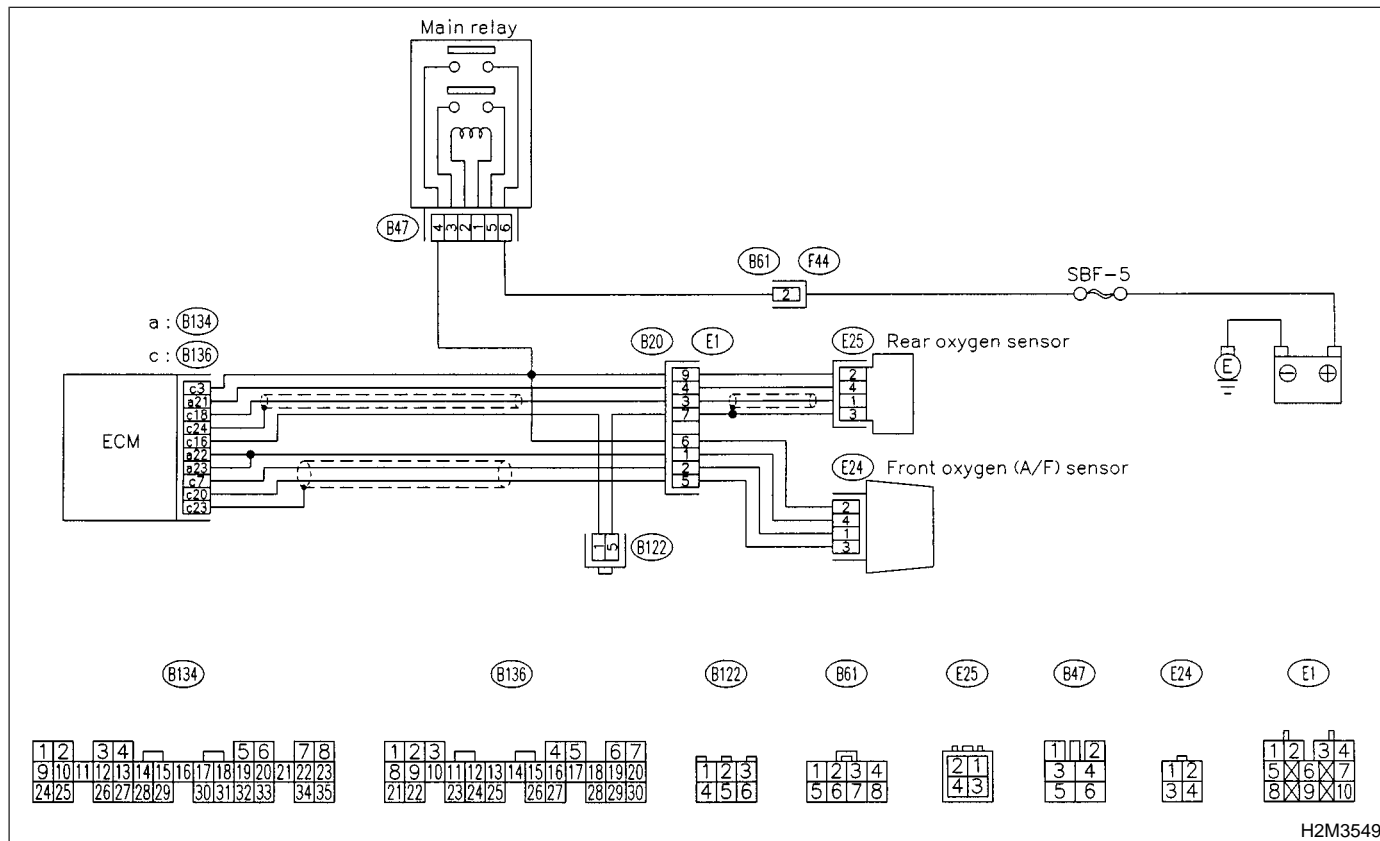 Main relay
B47
4 3 2 1 5 6
B61 F44
2
SBF-5
a : B134
c : B136
B20 E1
E25 Rear oxygen sensor
E
⊖ ⊕
ECM
c3
a21
c18
c24
c16
a22
a23
c7
c20
c23
9
4
3
7
6
1
2
5
2
4
1
3
E24 Front oxygen (A/F) sensor
2
4
1
3
1 5
B122
B134 B136 B122 B61 E25 B47 E24 E1
1 2 3 4 5 6 7 8
9 10 11 12 13 14 15 16 17 18 19 20 21 22 23
24 25 26 27 28 29 30 31 32 33 34 35
1 2 3 4 5 6 7
8 9 10 11 12 13 14 15 16 17 18 19 20
21 22 23 24 25 26 27 28 29 30
1 2 3
4 5 6
1 2 3 4
5 6 7 8
2 1
4 3
1 2
3 4
5 6
1 2
3 4
1 2 3 4
5 6 7
8 9 10
H2M3549